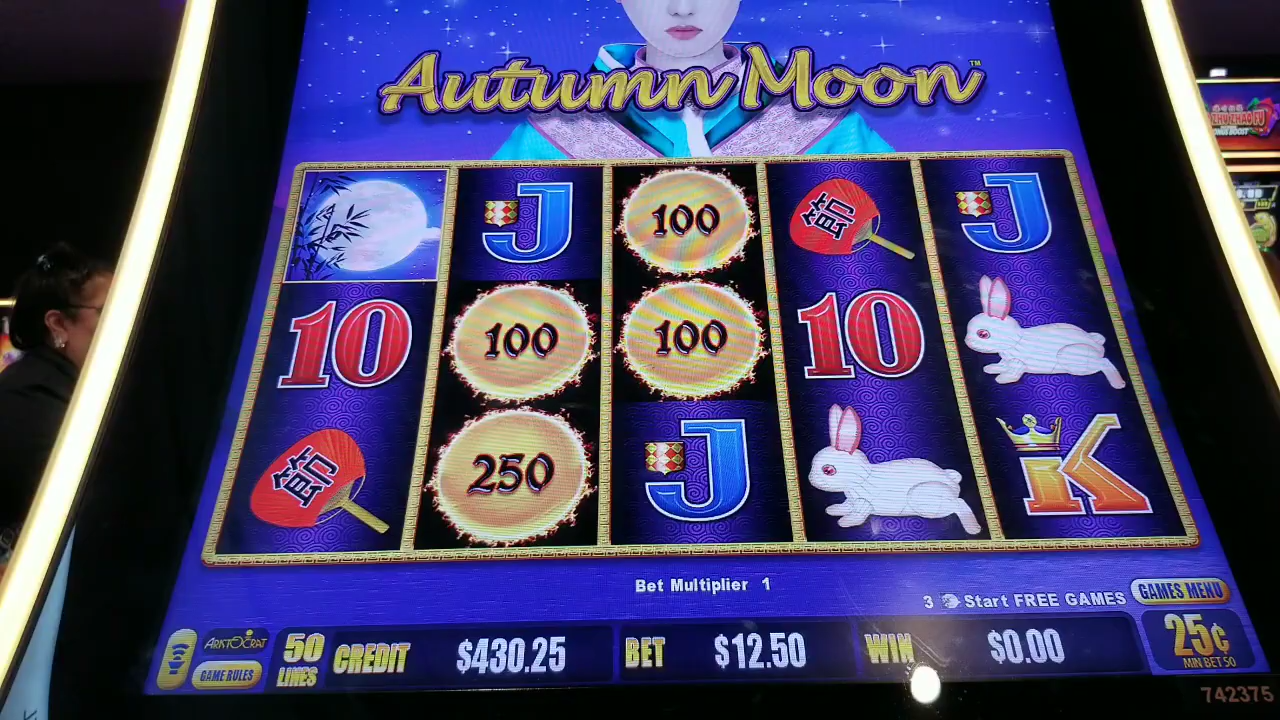 Autumn Moon™
J
100
J
10
100
100
10
250
J
K
Bet Multiplier 1
3 Start FREE GAMES
GAMES MENU
ARISTOCRAT
GAME RULES
50
LINES
CREDIT $430.25
BET $12.50
WIN $0.00
25¢
MIN BET 50
742375